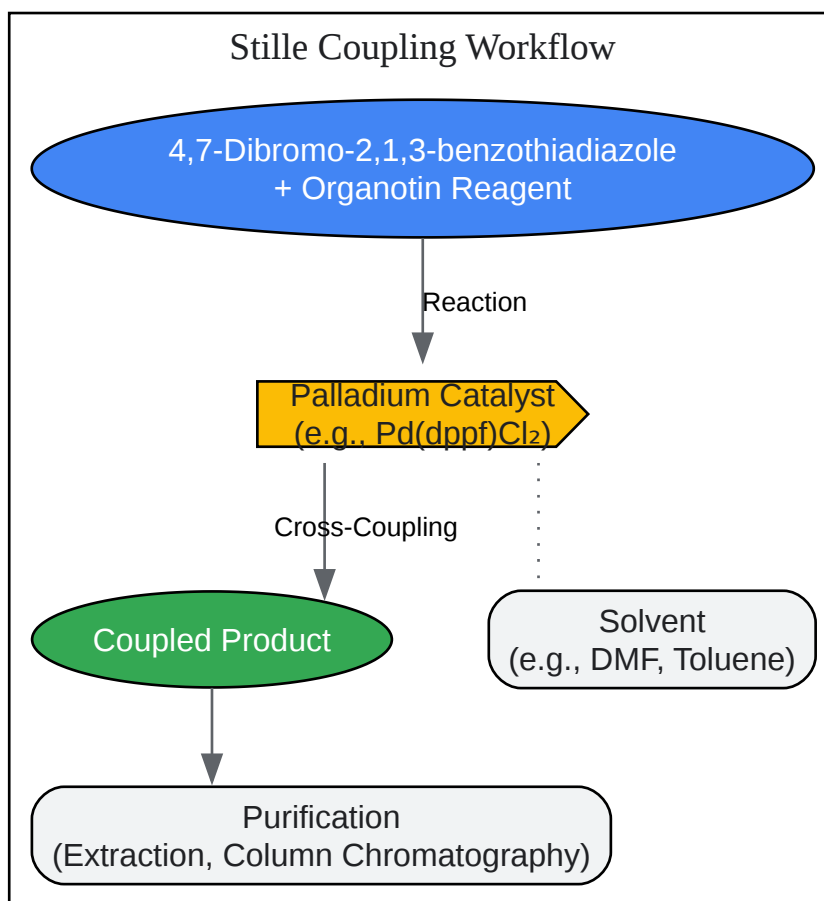 Stille Coupling Workflow
4,7-Dibromo-2,1,3-benzothiadiazole
+ Organotin Reagent
Reaction
Palladium Catalyst
(e.g., Pd(dppf)Cl₂)
Cross-Coupling
Coupled Product
Solvent
(e.g., DMF, Toluene)
Purification
(Extraction, Column Chromatography)